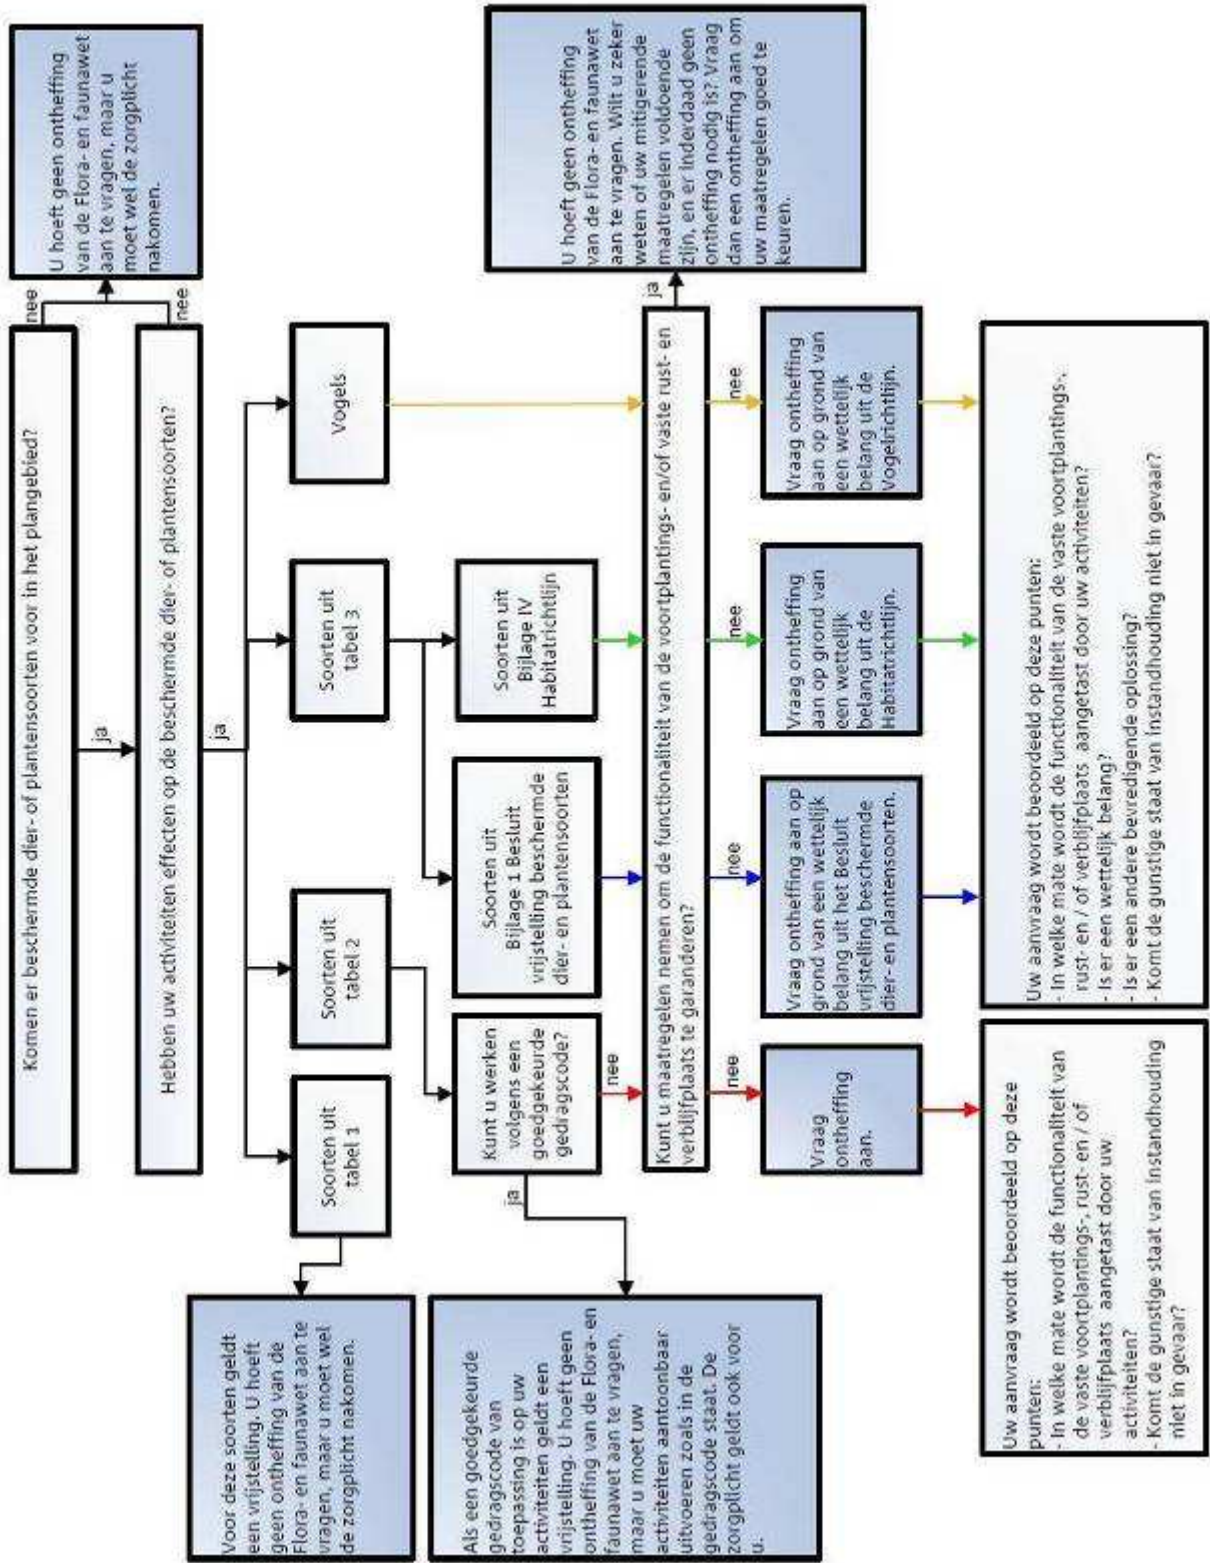 Komen er beschermde dier- of plantensoorten voor in het plangebied?
nee
ja
U hoeft geen ontheffing
van de Flora- en faunawet
aan te vragen, maar u
moet wel de zorgplicht
nakomen.
Hebben uw activiteiten effecten op de beschermde dier- of plantensoorten?
nee
ja
Soorten uit
tabel 1
Soorten uit
tabel 2
Soorten uit
tabel 3
Vogels
Voor deze soorten geldt
een vrijstelling. U hoeft
geen ontheffing van de
Flora- en faunawet aan te
vragen, maar u moet wel
de zorgplicht nakomen.
Kunt u werken
volgens een
goedgekeurde
gedragscode?
Soorten uit
Bijlage 1 Besluit
vrijstelling beschermde
dier- en plantensoorten
Soorten uit
Bijlage IV
Habitatrichtlijn
ja
nee
Als een goedgekeurde
gedragscode van
toepassing is op uw
activiteiten geldt een
vrijstelling. U hoeft geen
ontheffing van de Flora- en
faunawet aan te vragen,
maar u moet uw
activiteiten aantoonbaar
uitvoeren zoals in de
gedragscode staat. De
zorgplicht geldt ook voor
u.
Kunt u maatregelen nemen om de functionaliteit van de voortplantings- en/of vaste rust- en
verblijfplaats te garanderen?
ja
U hoeft geen ontheffing
van de Flora- en faunawet
aan te vragen. Wilt u zeker
weten of uw mitigerende
maatregelen voldoende
zijn, en er inderdaad geen
ontheffing nodig is? Vraag
dan een ontheffing aan om
uw maatregelen goed te
keuren.
nee
nee
nee
nee
Vraag
ontheffing
aan.
Vraag ontheffing aan op
grond van een wettelijk
belang uit het Besluit
vrijstelling beschermde
dier- en plantensoorten.
Vraag ontheffing
aan op grond van
een wettelijk
belang uit de
Habitatrichtlijn.
Vraag ontheffing
aan op grond van
een wettelijk
belang uit de
Vogelrichtlijn.
Uw aanvraag wordt beoordeeld op deze
punten:
- In welke mate wordt de functionaliteit van
de vaste voortplantings-, rust- en / of
verblijfplaats aangetast door uw
activiteiten?
- Komt de gunstige staat van instandhouding
niet in gevaar?
Uw aanvraag wordt beoordeeld op deze punten:
- In welke mate wordt de functionaliteit van de vaste voortplantings-,
rust- en / of verblijfplaats aangetast door uw activiteiten?
- Is er een wettelijk belang?
- Is er een andere bevredigende oplossing?
- Komt de gunstige staat van instandhouding niet in gevaar?